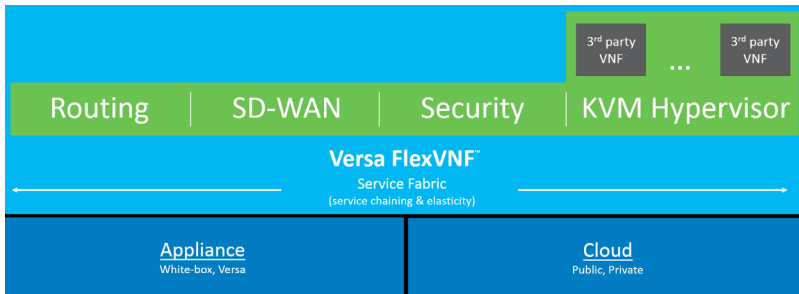 3rd party
VNF
...
3rd party
VNF
Routing
SD-WAN
Security
KVM Hypervisor
Versa FlexVNF™
Service Fabric
(service chaining & elasticity)
Appliance
White-box, Versa
Cloud
Public, Private